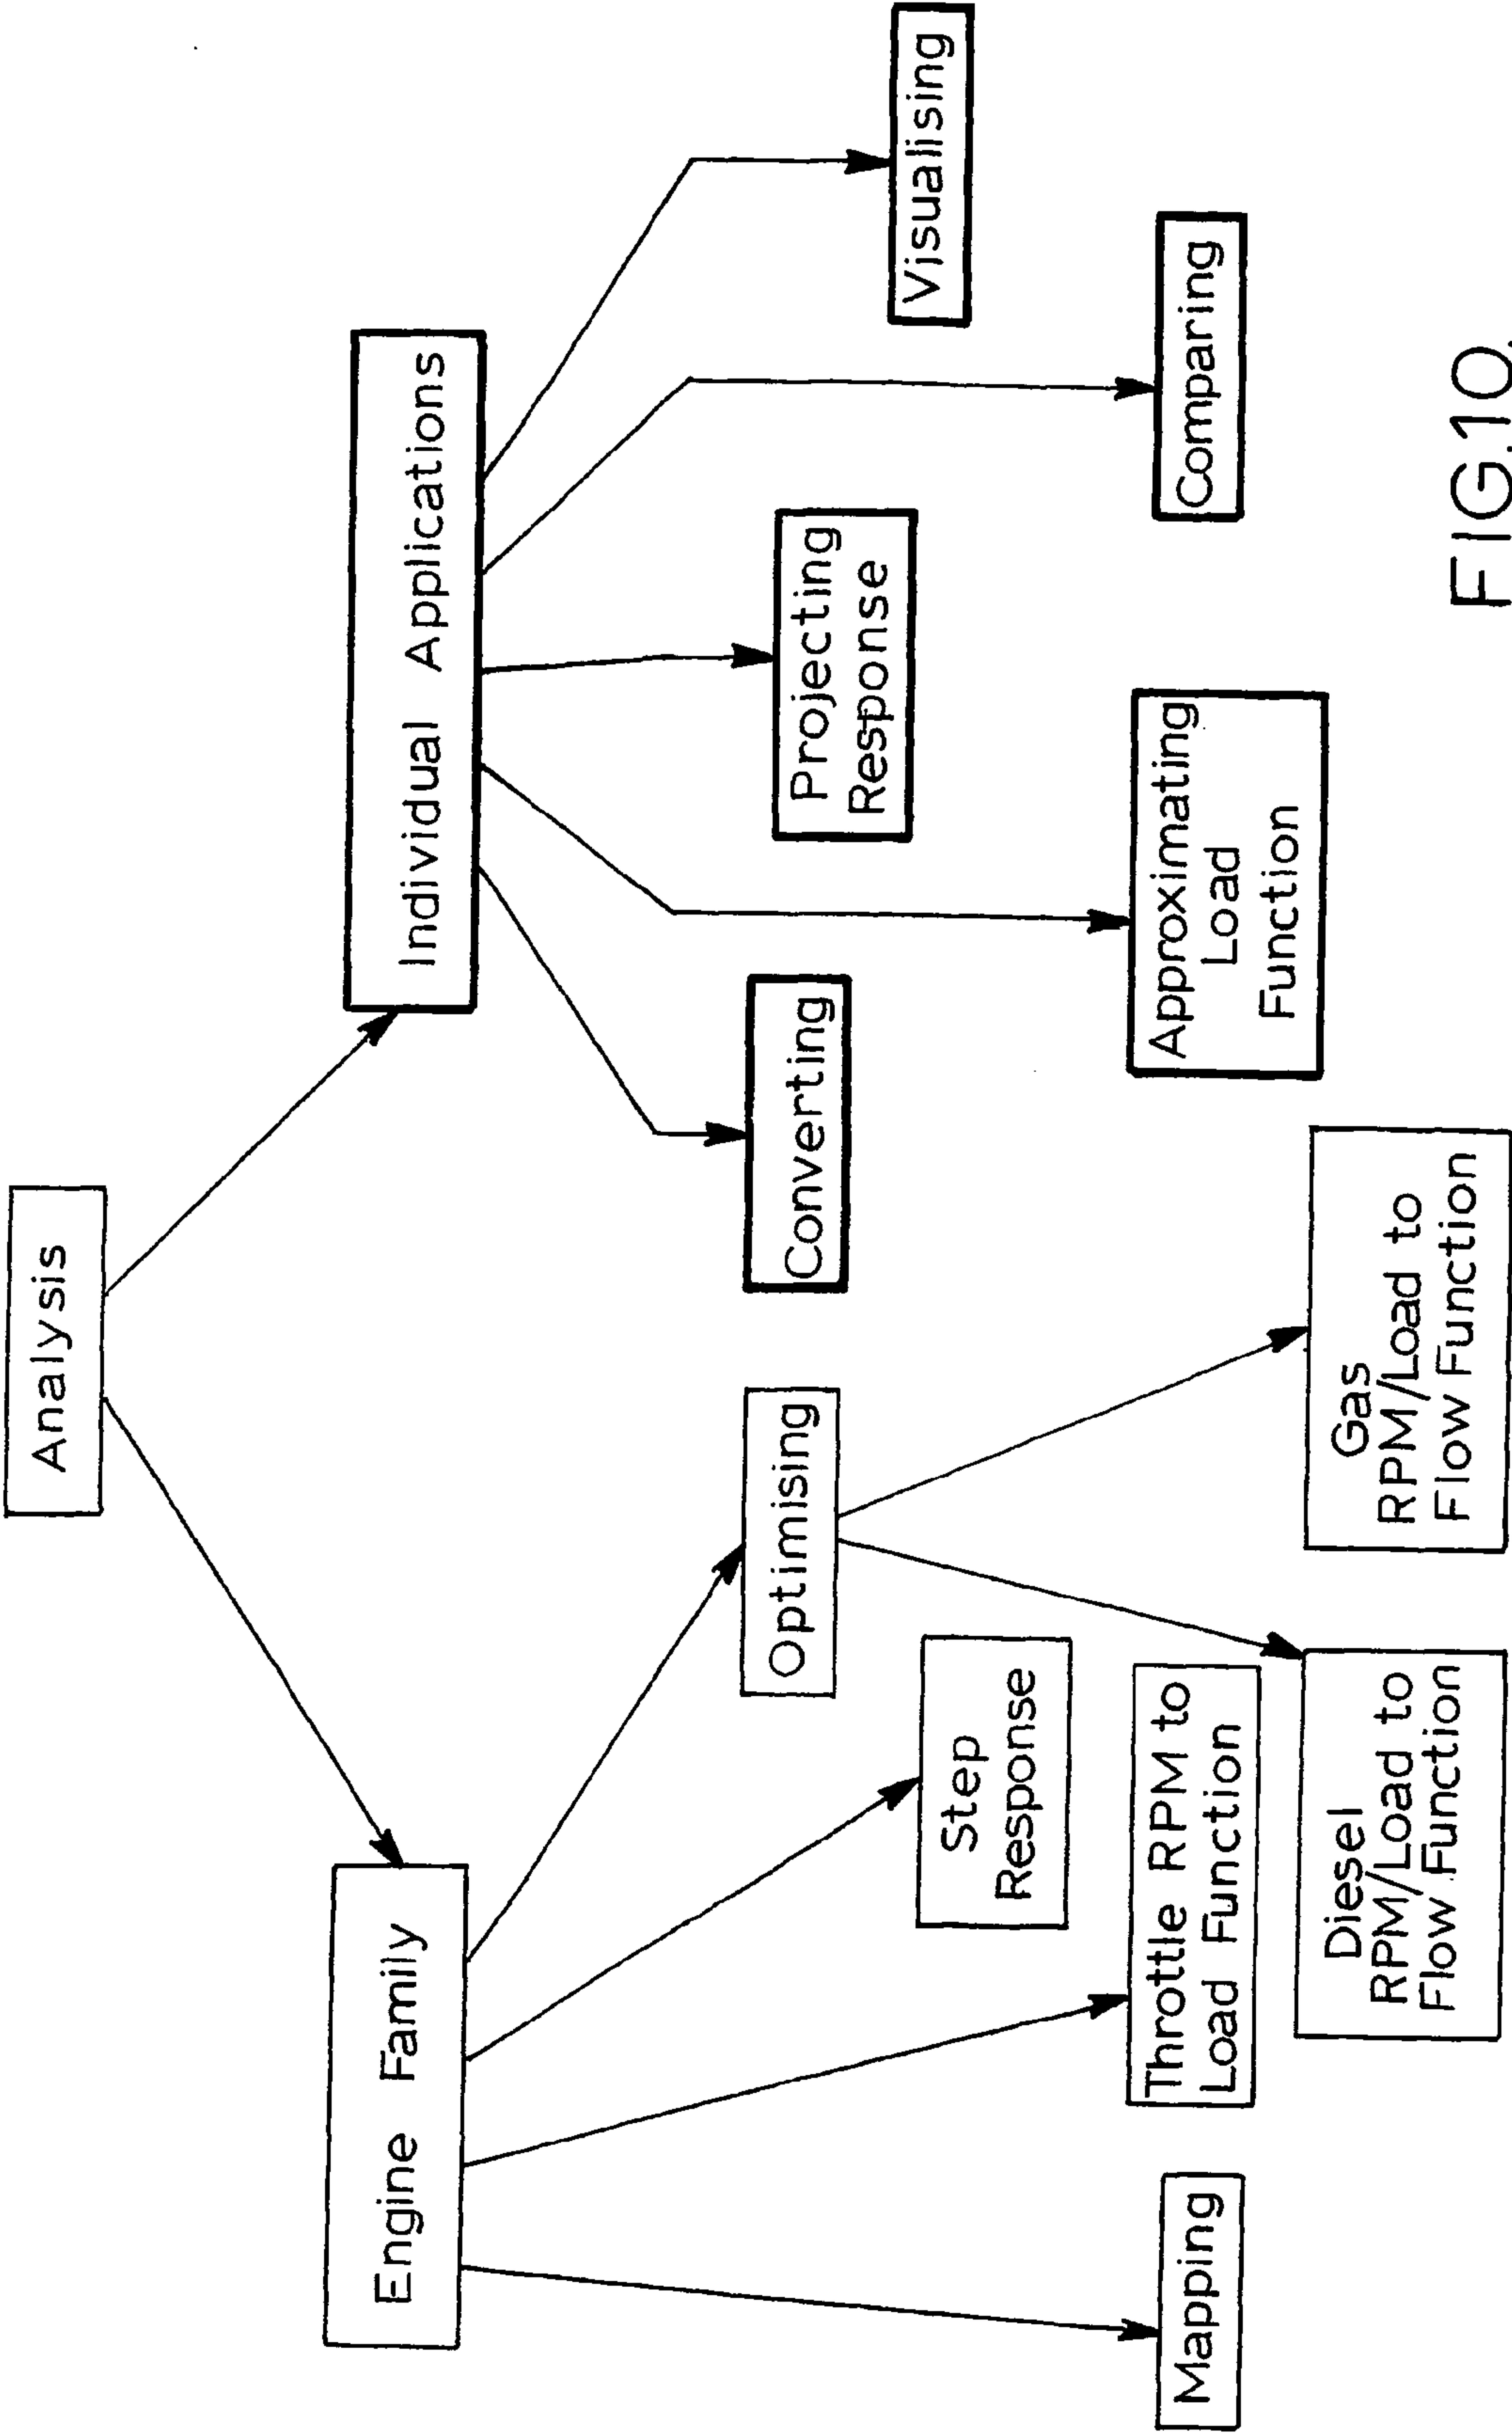 Analysis
Engine Family
Individual Applications
Mapping
Throttle RPM to
Load Function
Step
Response
Optimising
Diesel
RPM/Load to
Flow Function
Gas
RPM/Load to
Flow Function
Converting
Approximating
Load
Function
Projecting
Response
Comparing
Visualising
FIG.10.